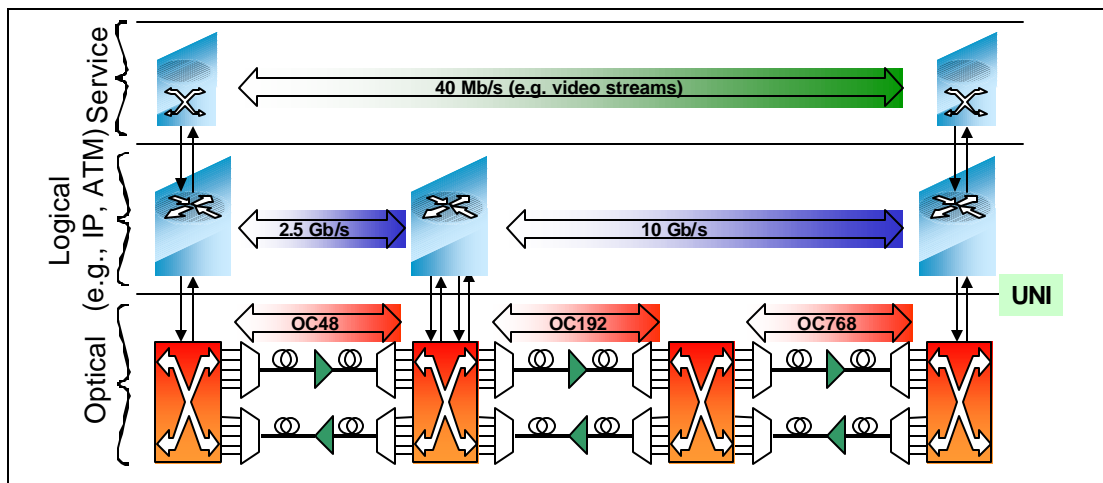 Service
40 Mb/s (e.g. video streams)
Logical
(e.g., IP, ATM)
2.5 Gb/s
10 Gb/s
UNI
Optical
OC48
OC192
OC768